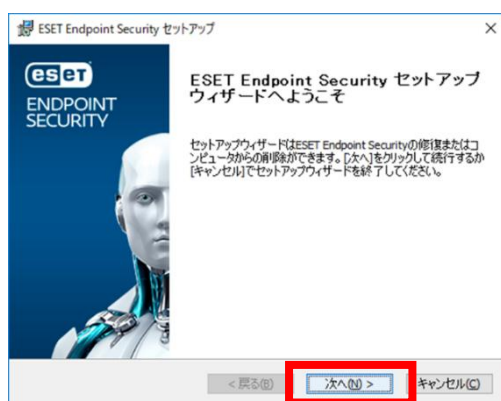 ESET Endpoint Security セットアップ
eset
ENDPOINT
SECURITY
ESET Endpoint Security セットアップ
ウィザードへようこそ
セットアップウィザードはESET Endpoint Securityの修復またはコ
ンピュータからの削除ができます。[次へ]をクリックして続行するか
[キャンセル]でセットアップウィザードを終了してください。
< 戻る(B)
次へ(N) >
キャンセル(C)